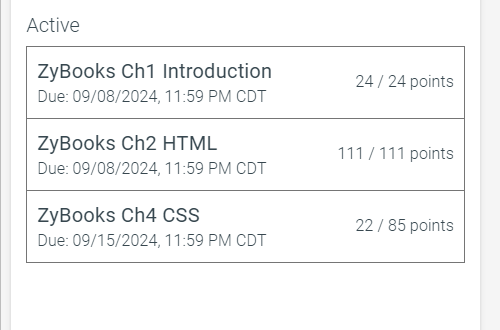 Active
ZyBooks Ch1 Introduction
24 / 24 points
Due: 09/08/2024, 11:59 PM CDT
ZyBooks Ch2 HTML
111 / 111 points
Due: 09/08/2024, 11:59 PM CDT
ZyBooks Ch4 CSS
22 / 85 points
Due: 09/15/2024, 11:59 PM CDT